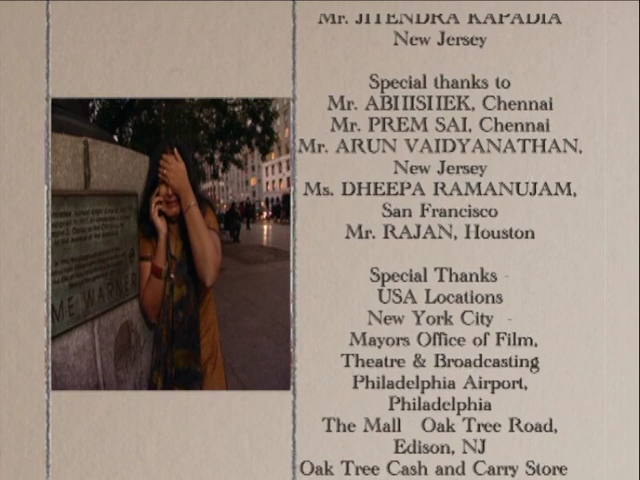 Mr. JITENDRA KAPADIA
New Jersey
Special thanks to
Mr. ABHISHEK, Chennai
Mr. PREM SAI, Chennai
Mr. ARUN VAIDYANATHAN,
New Jersey
Ms. DHEEPA RAMANUJAM,
San Francisco
Mr. RAJAN, Houston
Special Thanks -
USA Locations
New York City -
Mayors Office of Film,
Theatre & Broadcasting
Philadelphia Airport,
Philadelphia
The Mall Oak Tree Road,
Edison, NJ
Oak Tree Cash and Carry Store
ME WARNER